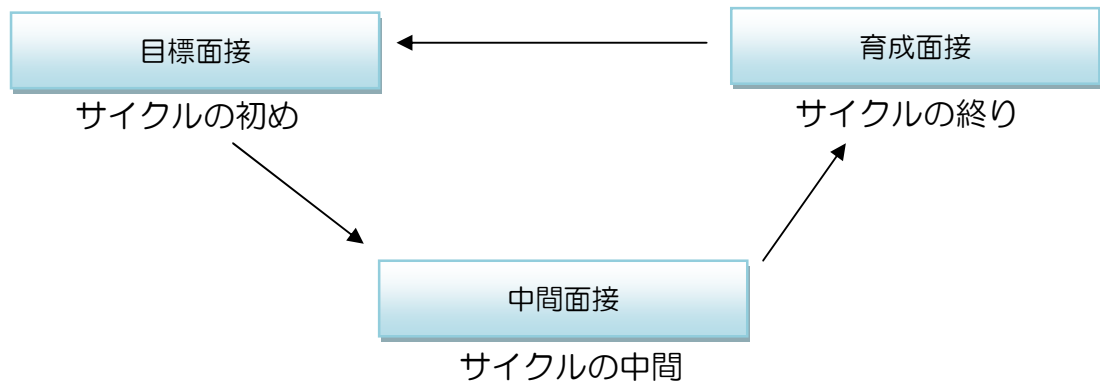 目標面接
サイクルの初め
育成面接
サイクルの終り
中間面接
サイクルの中間